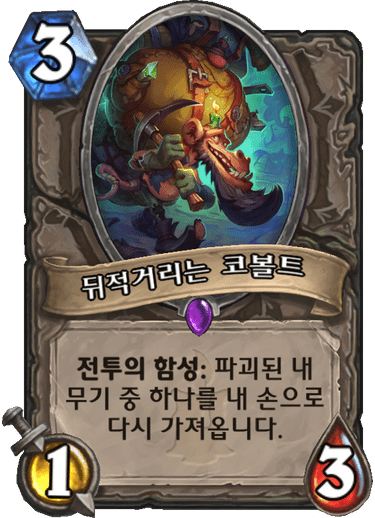 3
뒤적거리는 코볼트
전투의 함성: 파괴된 내
무기 중 하나를 내 손으로
다시 가져옵니다.
1
3